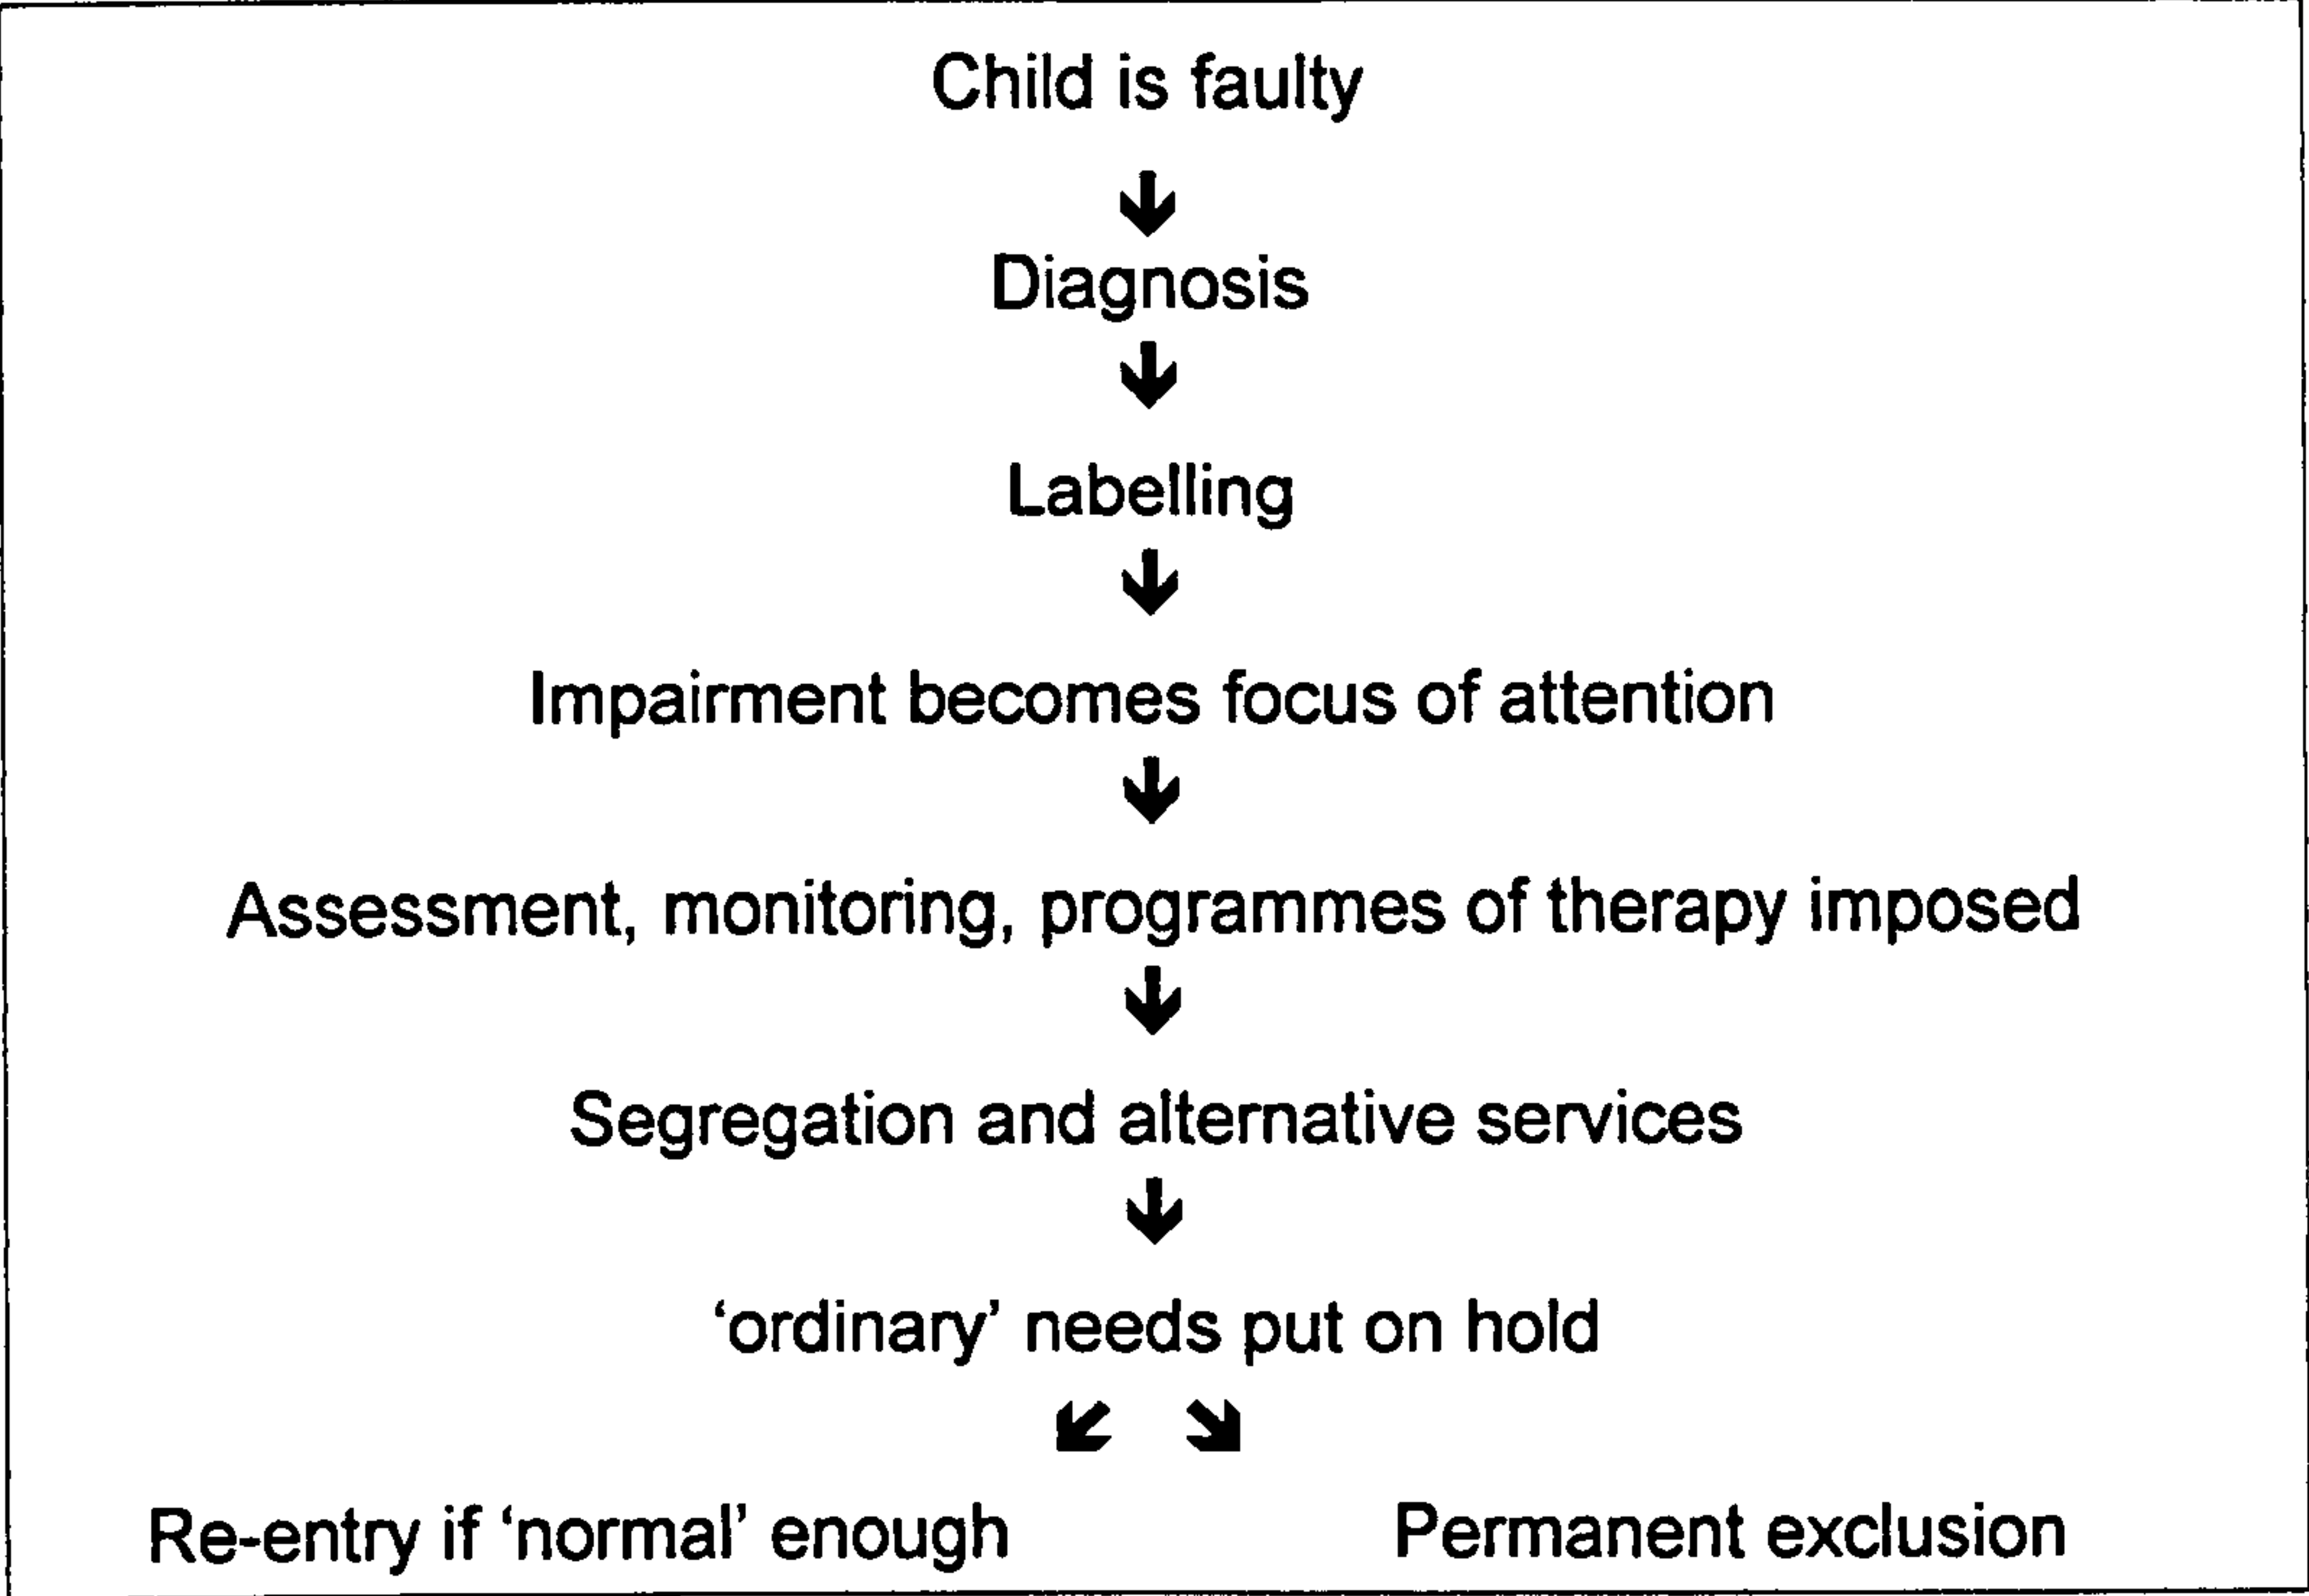 Child is faulty
Diagnosis
Labelling
Impairment becomes focus of attention
Assessment, monitoring, programmes of therapy imposed
Segregation and alternative services
‘ordinary’ needs put on hold
Re-entry if ‘normal’ enough
Permanent exclusion